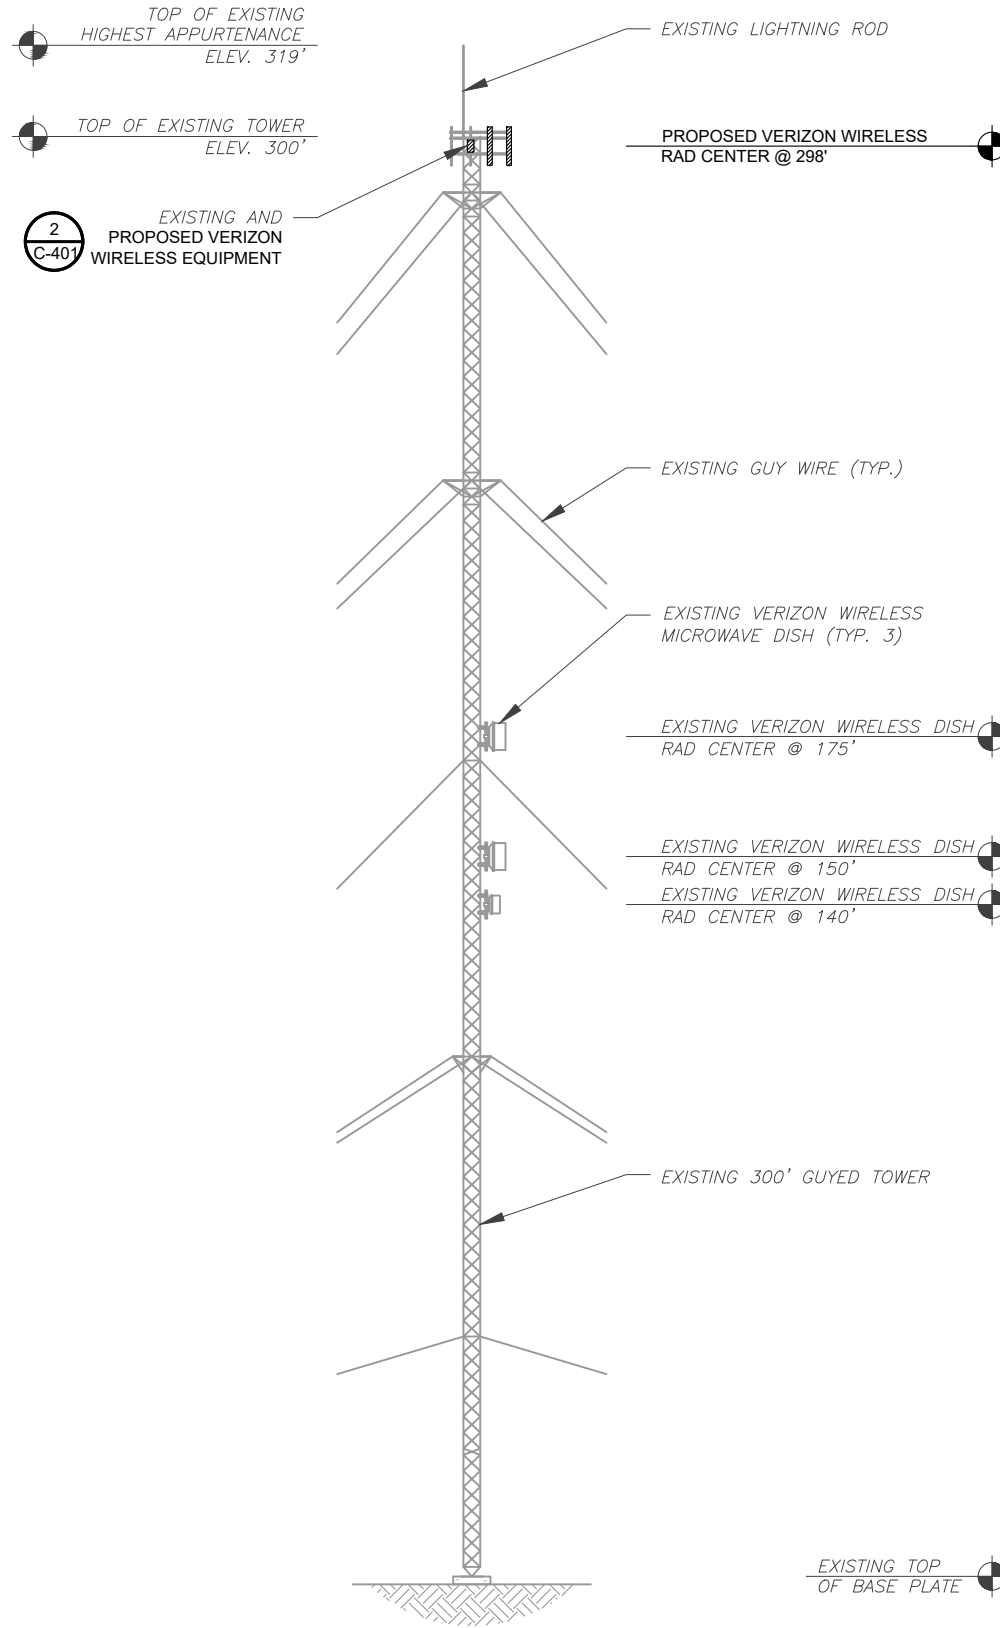 TOP OF EXISTING
HIGHEST APPURTENANCE
ELEV. 319'
EXISTING LIGHTNING ROD
TOP OF EXISTING TOWER
ELEV. 300'
PROPOSED VERIZON WIRELESS
RAD CENTER @ 298'
2
C-401
EXISTING AND
PROPOSED VERIZON
WIRELESS EQUIPMENT
EXISTING GUY WIRE (TYP.)
EXISTING VERIZON WIRELESS
MICROWAVE DISH (TYP. 3)
EXISTING VERIZON WIRELESS DISH
RAD CENTER @ 175'
EXISTING VERIZON WIRELESS DISH
RAD CENTER @ 150'
EXISTING VERIZON WIRELESS DISH
RAD CENTER @ 140'
EXISTING 300' GUYED TOWER
EXISTING TOP
OF BASE PLATE